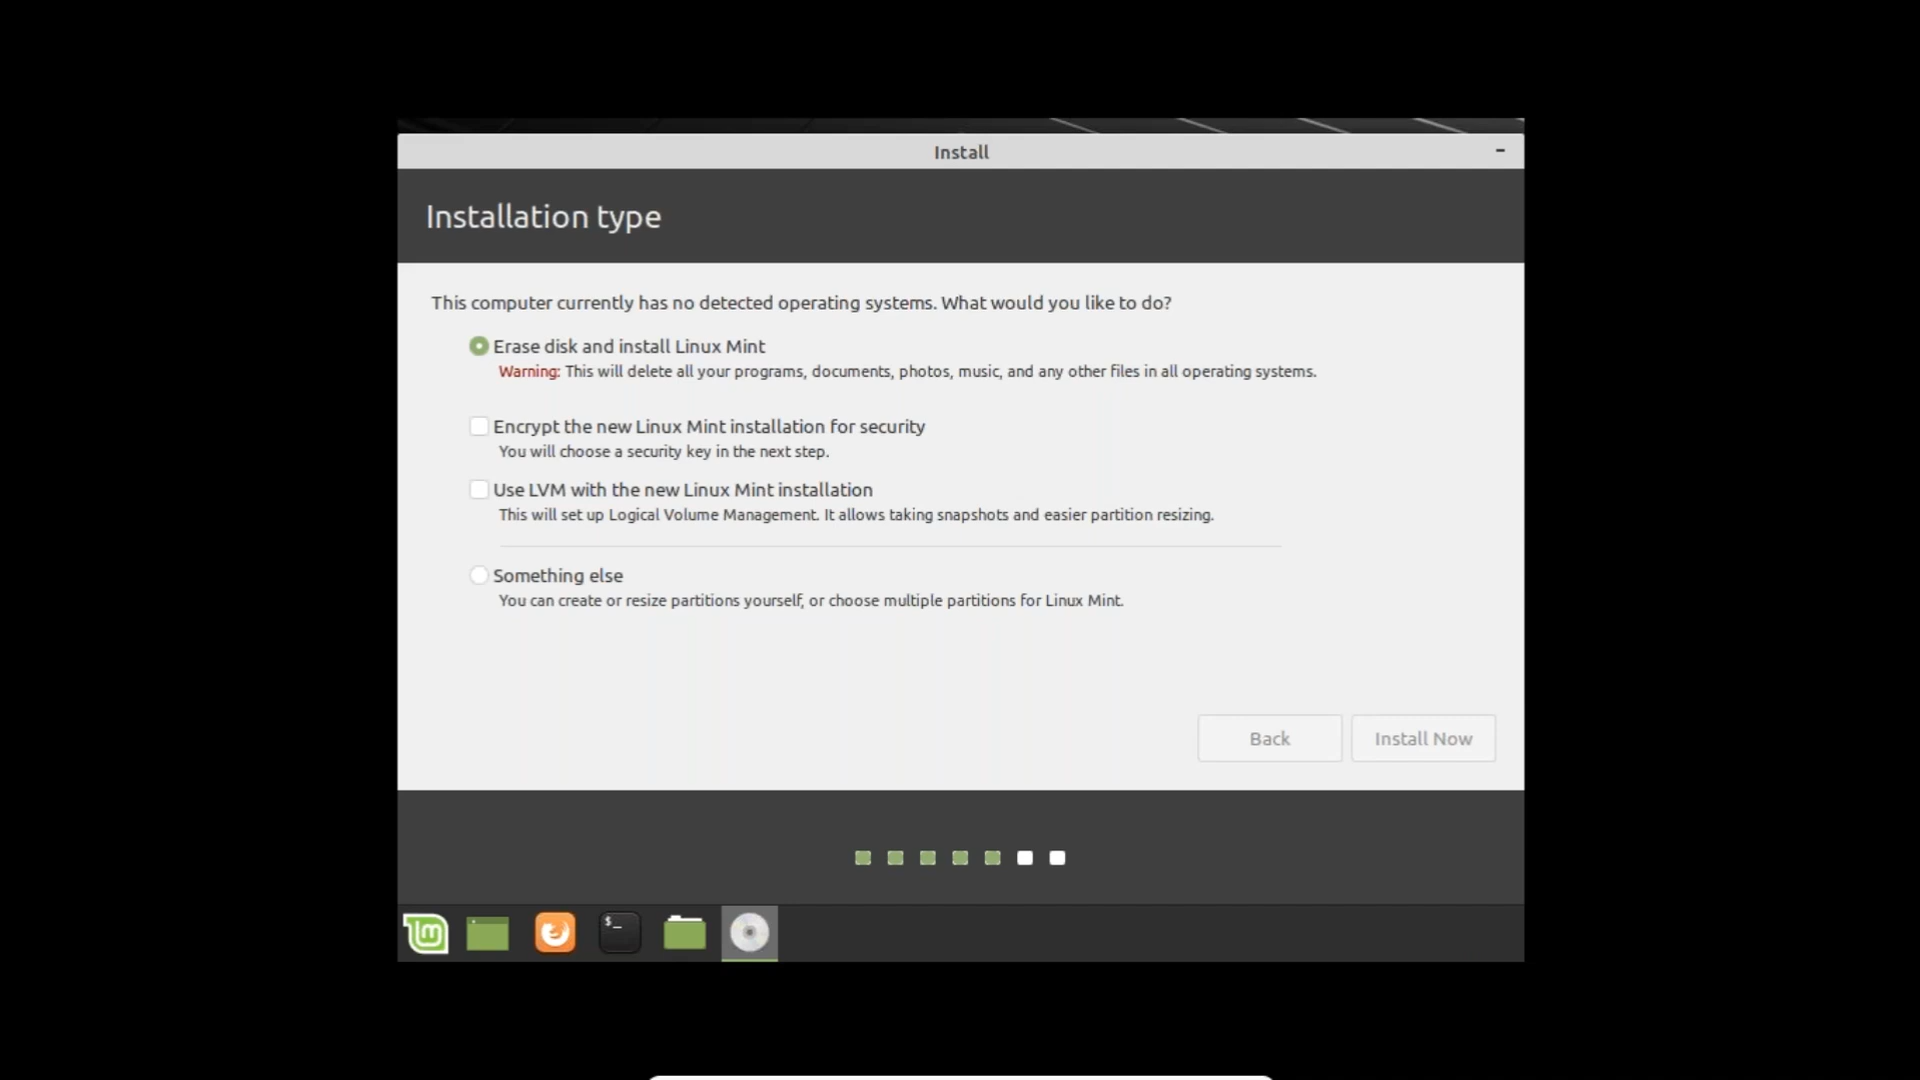 Install
Installation type
This computer currently has no detected operating systems. What would you like to do?
Erase disk and install Linux Mint
Warning: This will delete all your programs, documents, photos, music, and any other files in all operating systems.
Encrypt the new Linux Mint installation for security
You will choose a security key in the next step.
Use LVM with the new Linux Mint installation
This will set up Logical Volume Management. It allows taking snapshots and easier partition resizing.
Something else
You can create or resize partitions yourself, or choose multiple partitions for Linux Mint.
Back
Install Now
$_